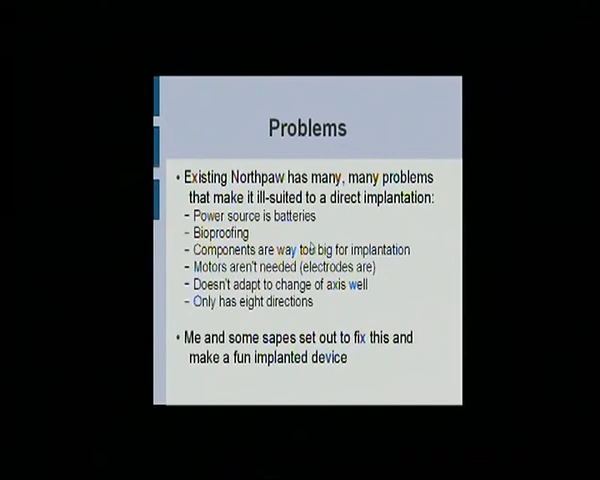 Problems
• Existing Northpaw has many, many problems
that make it ill-suited to a direct implantation:
– Power source is batteries
– Bioproofing
– Components are way too big for implantation
– Motors aren't needed (electrodes are)
– Doesn't adapt to change of axis well
– Only has eight directions
• Me and some sapes set out to fix this and
make a fun implanted device